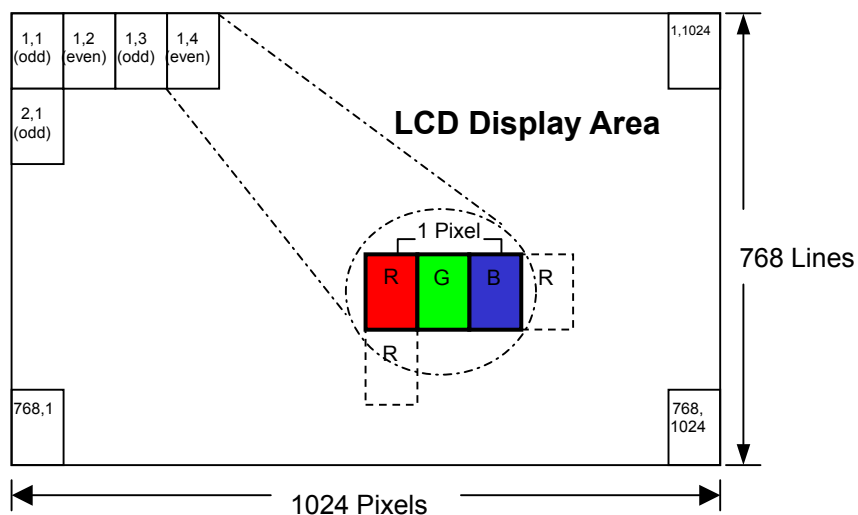 1,1
(odd)
1,2
(even)
1,3
(odd)
1,4
(even)
1,1024
2,1
(odd)
LCD Display Area
1 Pixel
R
G
B
R
R
768 Lines
768,1
768,
1024
1024 Pixels